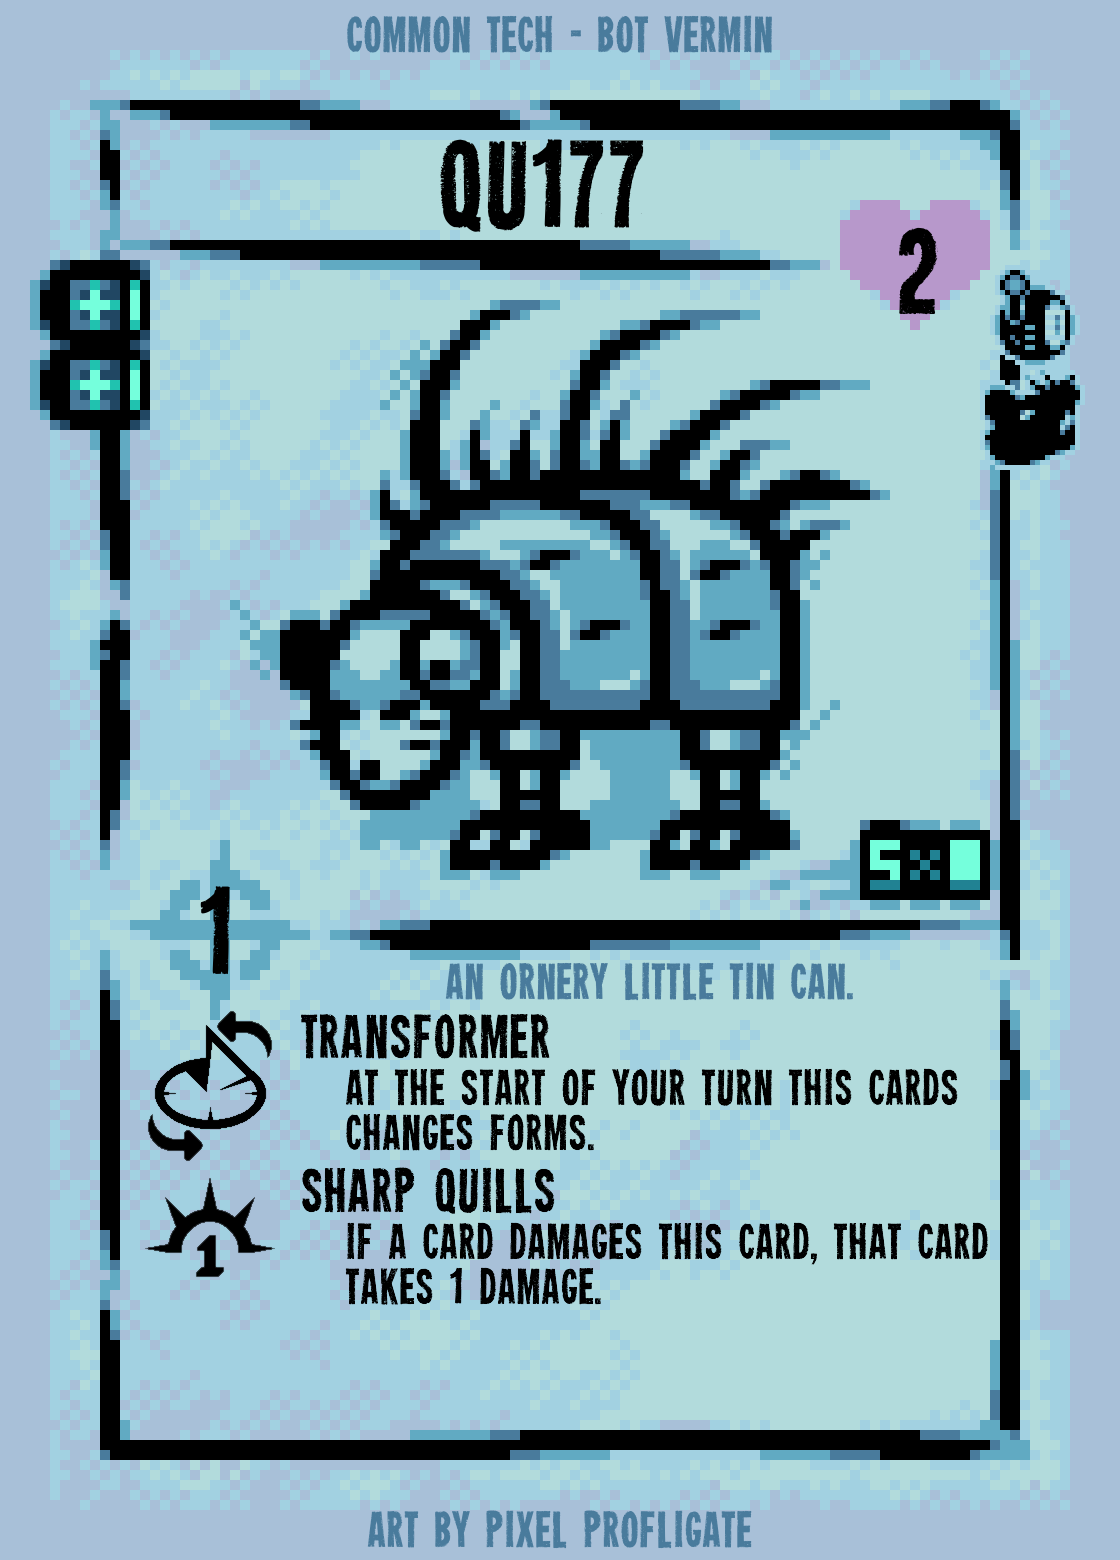 COMMON TECH - BOT VERMIN
QU177
2
5 X
1
AN ORNERY LITTLE TIN CAN.
TRANSFORMER
AT THE START OF YOUR TURN THIS CARDS
CHANGES FORMS.
SHARP QUILLS
1
IF A CARD DAMAGES THIS CARD, THAT CARD
TAKES 1 DAMAGE.
ART BY PIXEL PROFLIGATE